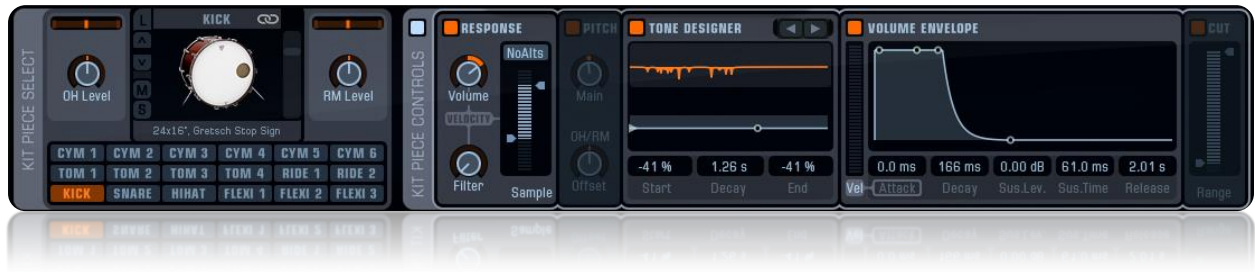 KIT PIECE SELECT
L
KICK
M
S
OH Level
RM Level
24x16", Gretsch Stop Sign
CYM 1 CYM 2 CYM 3 CYM 4 CYM 5 CYM 6
TOM 1 TOM 2 TOM 3 TOM 4 RIDE 1 RIDE 2
KICK SNARE HIHAT FLEXI 1 FLEXI 2 FLEXI 3
KIT PIECE CONTROLS
RESPONSE
NoAlts
Volume
VELOCITY
Filter
Sample
PITCH
Main
OH/RM
Offset
TONE DESIGNER
-41 % 1.26 s -41 %
Start Decay End
VOLUME ENVELOPE
0.0 ms 166 ms 0.00 dB 61.0 ms 2.01 s
Vel Attack Decay Sus.Lev. Sus.Time Release
CUT
Range